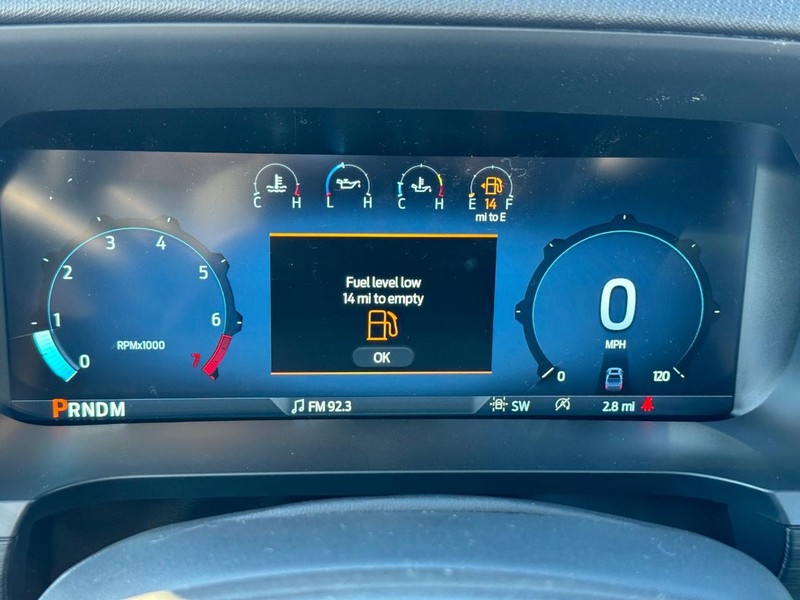 C H L H C H E 14 F
mi to E
3 4
2 5
1 6
0 7
RPMx1000
Fuel level low
14 mi to empty
OK
0
MPH
0 120
PRNDM
FM 92.3
SW
2.8 mi